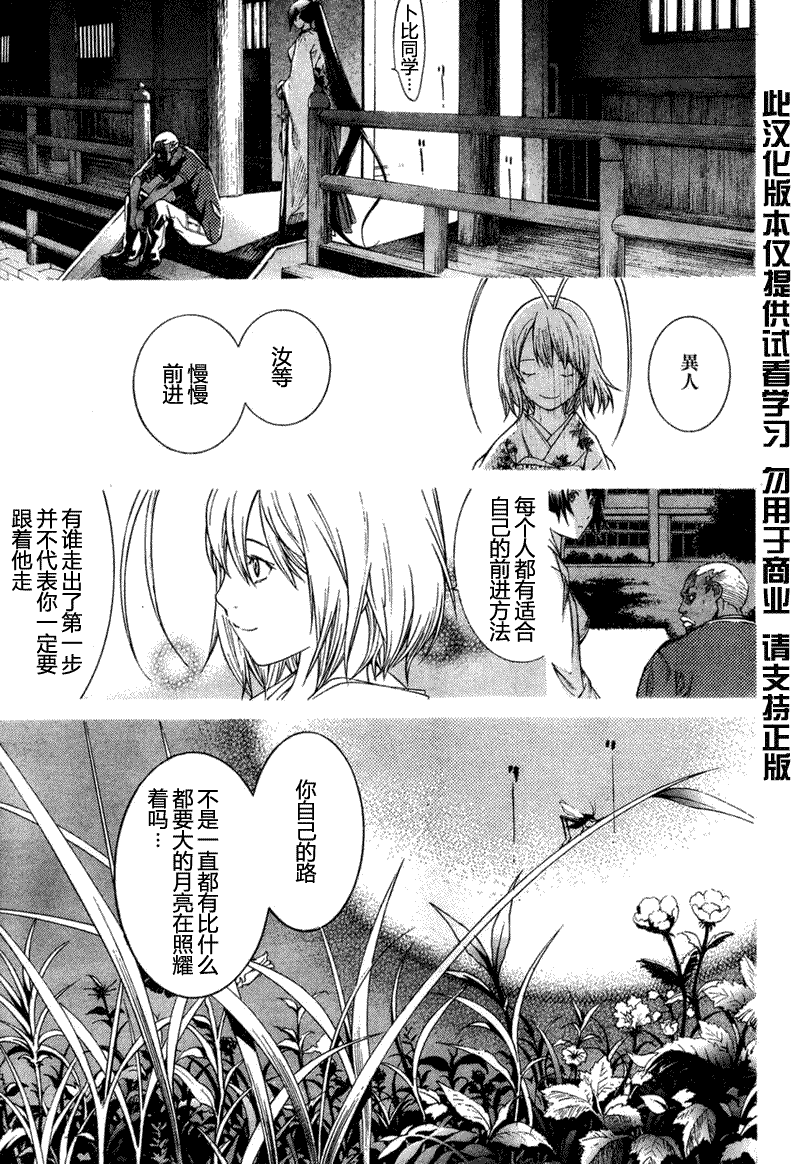 卜比同学…
異人
汝等
慢慢
前进
每个人都有适合
自己的前进方法
有谁走出了第一步
并不代表你一定要
跟着他走
你自己的路
不是一直都有比什么
都要大的月亮在照耀
着吗…
此汉化版本仅提供试看学习 勿用于商业 请支持正版